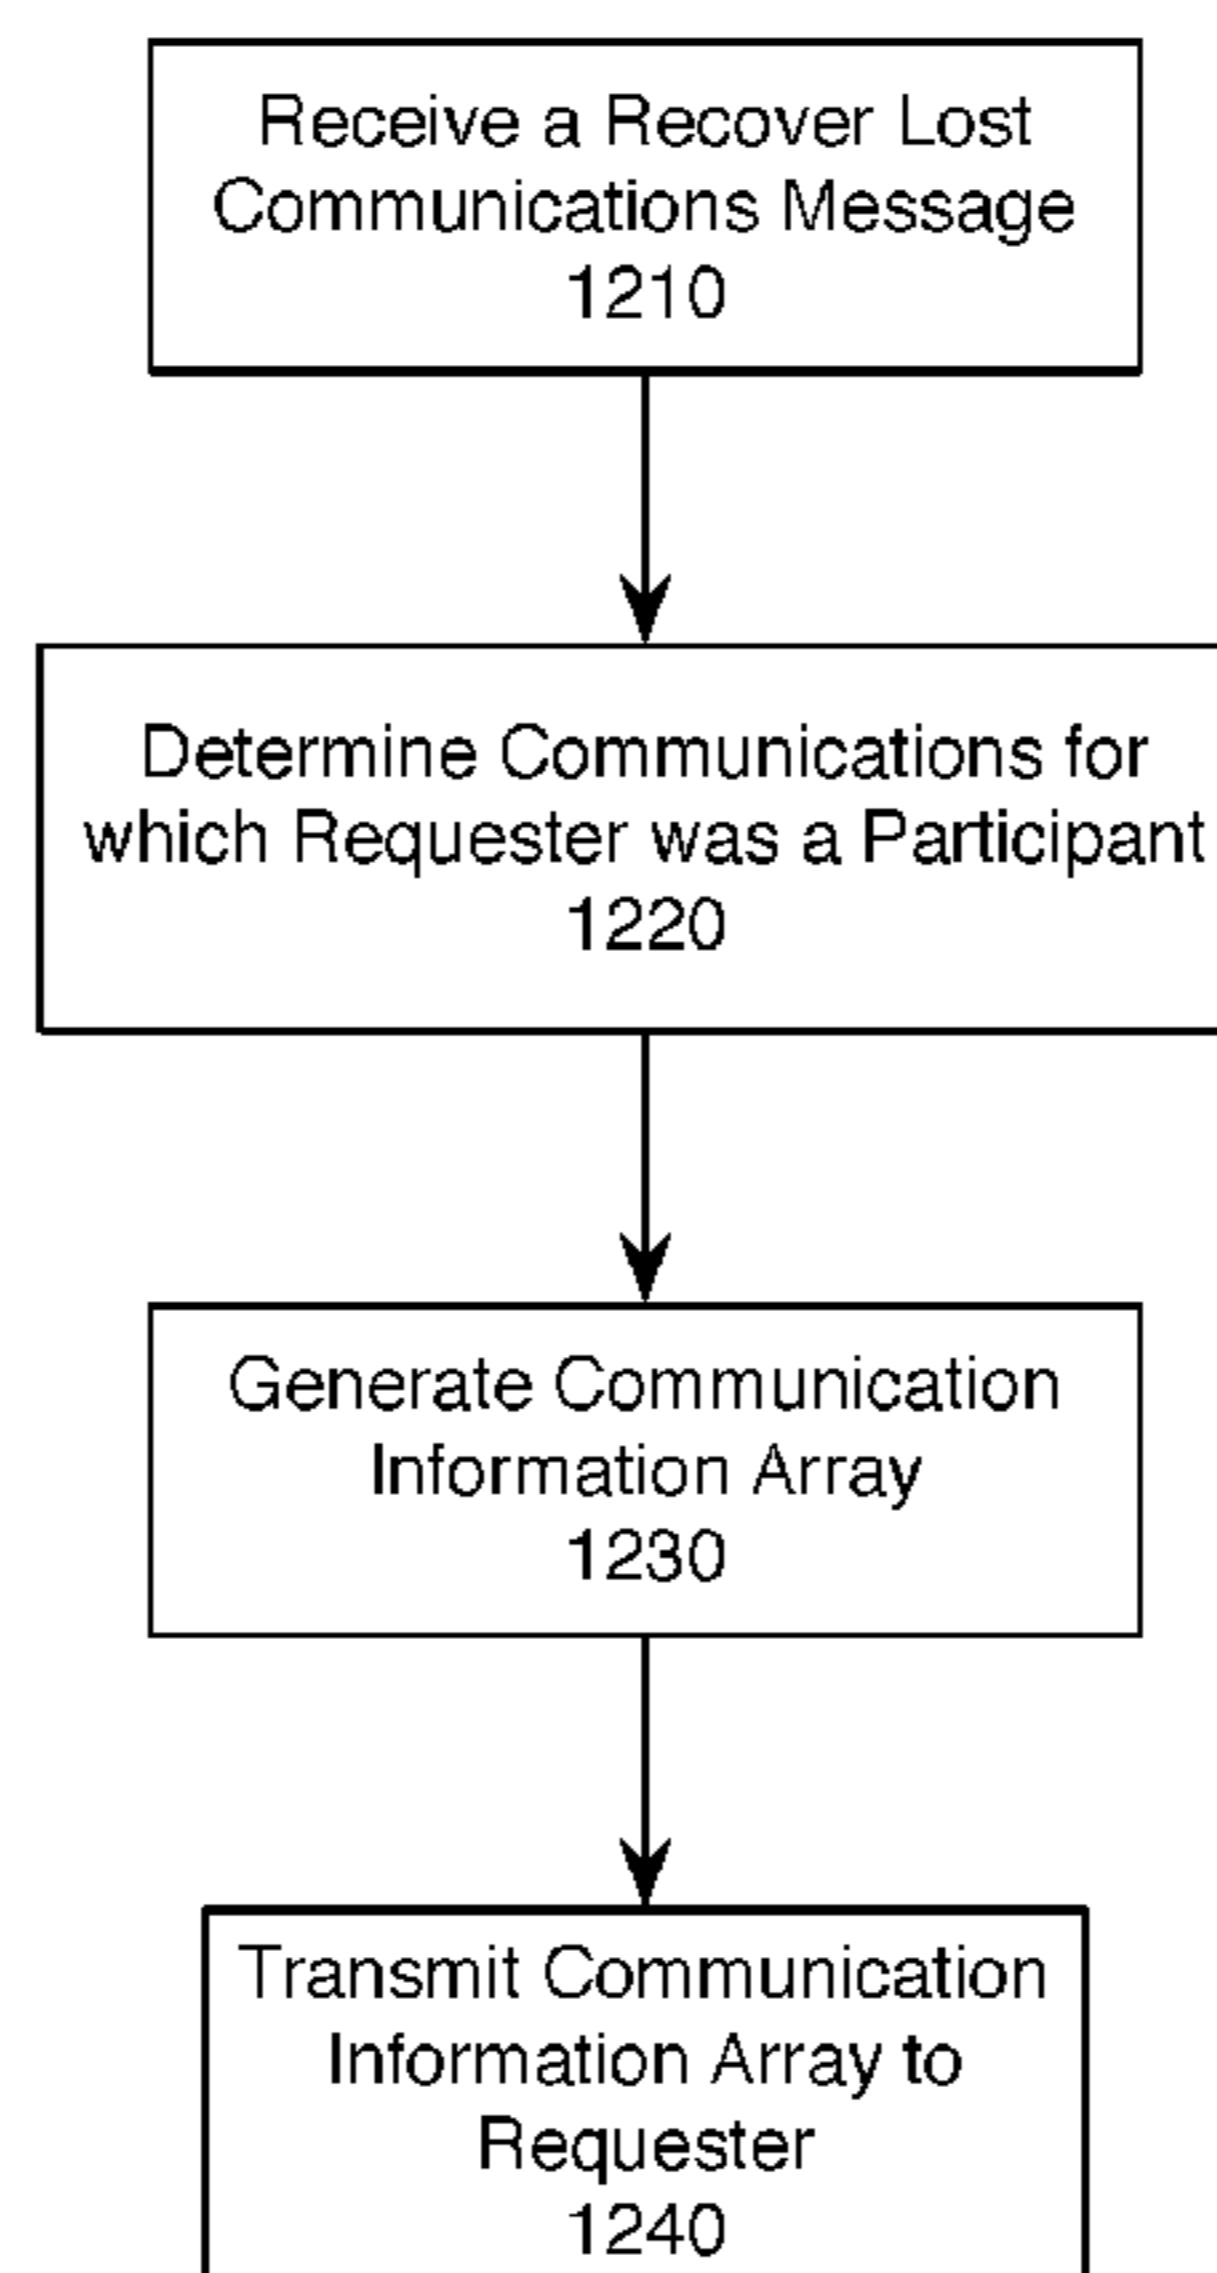 Receive a Recover Lost
Communications Message
1210
Determine Communications for
which Requester was a Participant
1220
Generate Communication
Information Array
1230
Transmit Communication
Information Array to
Requester
1240